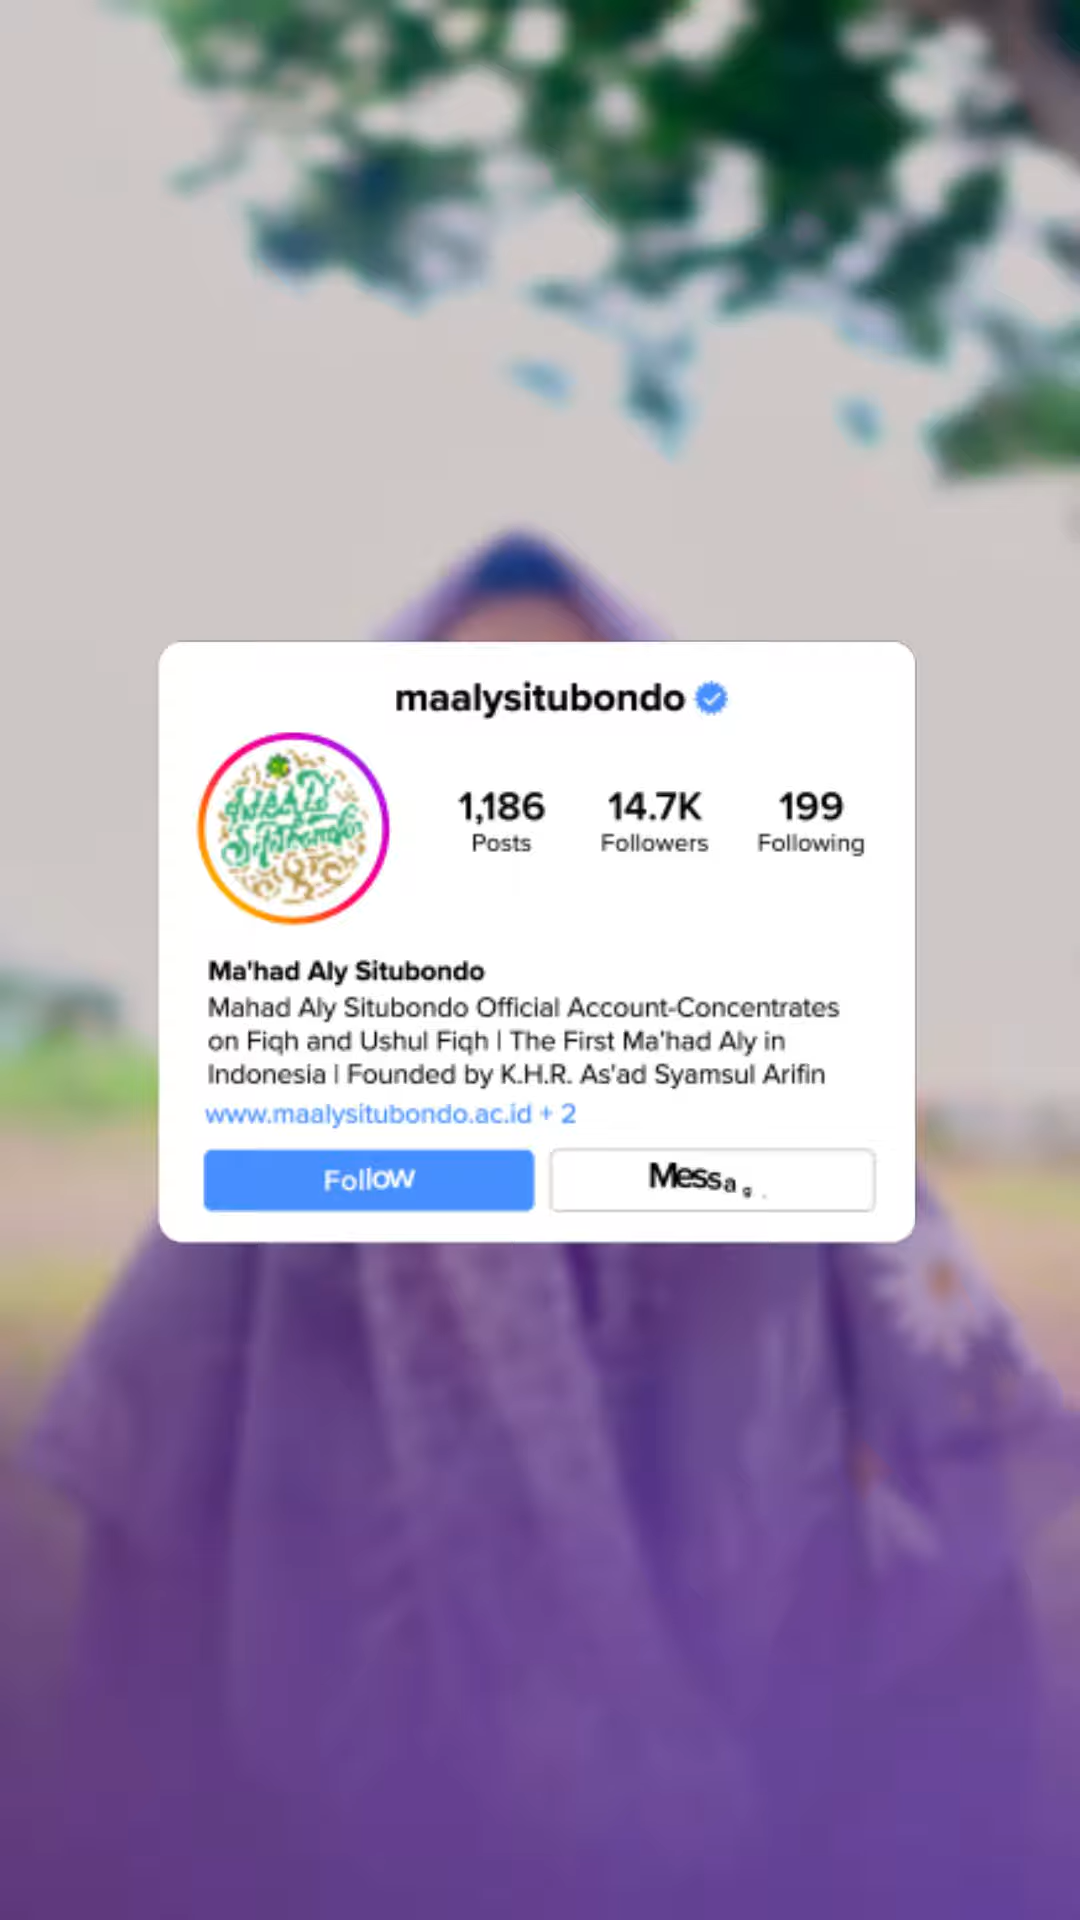 maalysitubondo
1,186 14.7K 199
Posts Followers Following
Ma'had Aly Situbondo
Mahad Aly Situbondo Official Account-Concentrates
on Fiqh and Ushul Fiqh | The First Ma'had Aly in
Indonesia | Founded by K.H.R. As'ad Syamsul Arifin
www.maalysitubondo.ac.id + 2
Follow Messag